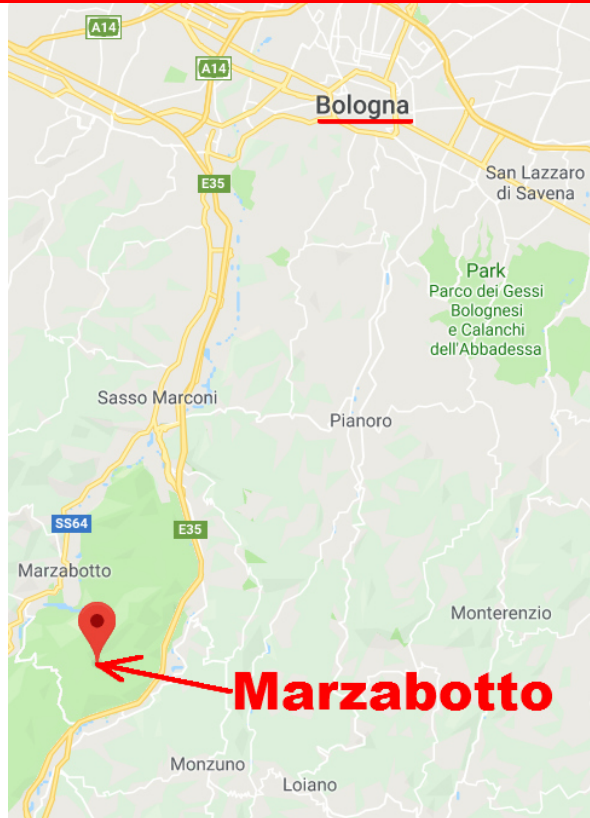 A14
A14
Bologna
San Lazzaro
di Savena
E35
Park
Parco dei Gessi
Bolognesi
e Calanchi
dell'Abbadessa
Sasso Marconi
Pianoro
SS64
E35
Marzabotto
Monterenzio
Marzabotto
Monzuno
Loiano